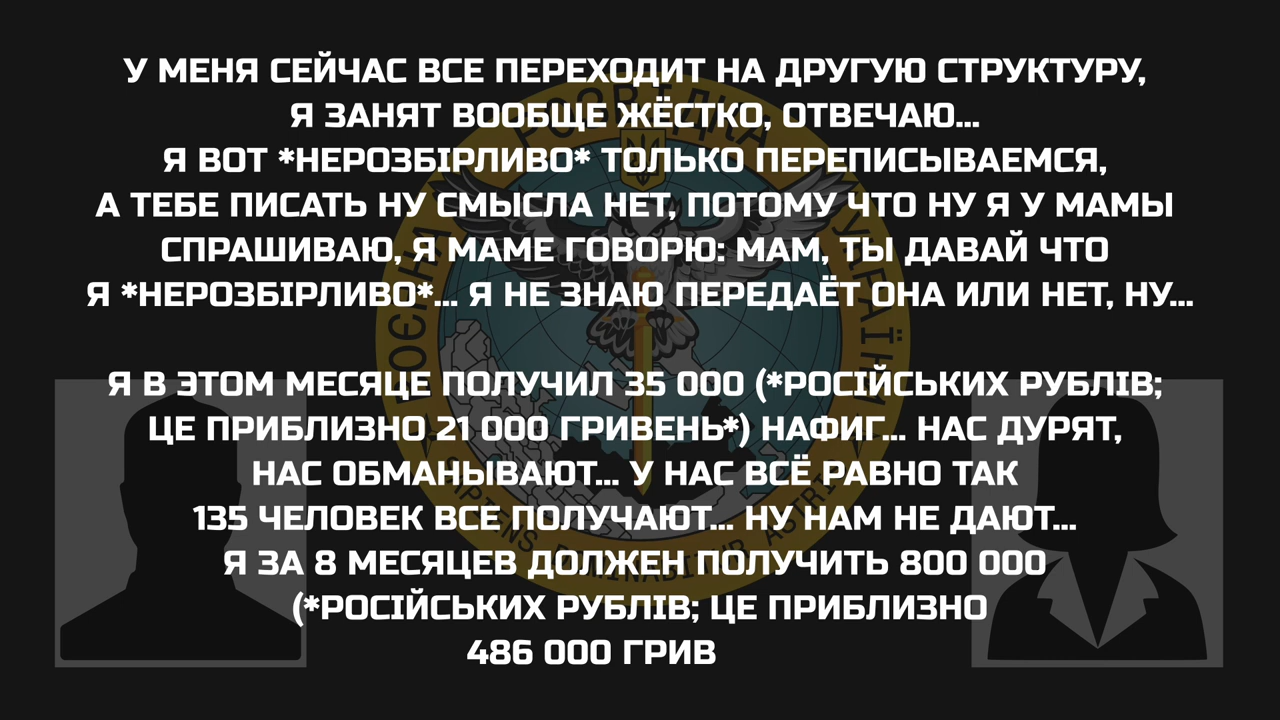 У МЕНЯ СЕЙЧАС ВСЕ ПЕРЕХОДИТ НА ДРУГУЮ СТРУКТУРУ,
Я ЗАНЯТ ВООБЩЕ ЖЁСТКО, ОТВЕЧАЮ...
Я ВОТ *НЕРОЗБІРЛИВО* ТОЛЬКО ПЕРЕПИСЫВАЕМСЯ,
А ТЕБЕ ПИСАТЬ НУ СМЫСЛА НЕТ, ПОТОМУ ЧТО НУ Я У МАМЫ
СПРАШИВАЮ, Я МАМЕ ГОВОРЮ: МАМ, ТЫ ДАВАЙ ЧТО
Я *НЕРОЗБІРЛИВО*... Я НЕ ЗНАЮ ПЕРЕДАЁТ ОНА ИЛИ НЕТ, НУ...
Я В ЭТОМ МЕСЯЦЕ ПОЛУЧИЛ 35 000 (*РОСІЙСЬКИХ РУБЛІВ;
ЦЕ ПРИБЛИЗНО 21 000 ГРИВЕНЬ*) НАФИГ... НАС ДУРЯТ,
НАС ОБМАНЫВАЮТ... У НАС ВСЁ РАВНО ТАК
135 ЧЕЛОВЕК ВСЕ ПОЛУЧАЮТ... НУ НАМ НЕ ДАЮТ...
Я ЗА 8 МЕСЯЦЕВ ДОЛЖЕН ПОЛУЧИТЬ 800 000
(*РОСІЙСЬКИХ РУБЛІВ; ЦЕ ПРИБЛИЗНО
486 000 ГРИВ